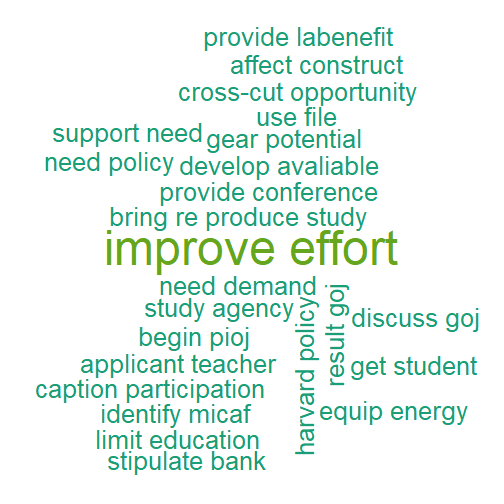 provide labenefit
affect construct
cross-cut opportunity
use file
support need
gear potential
need policy
develop avaliable
provide conference
bring re produce study
improve effort
need demand
study agency
discuss goj
begin pioj
harvard policy
result goj
applicant teacher
get student
caption participation
identify micaf
equip energy
limit education
stipulate bank